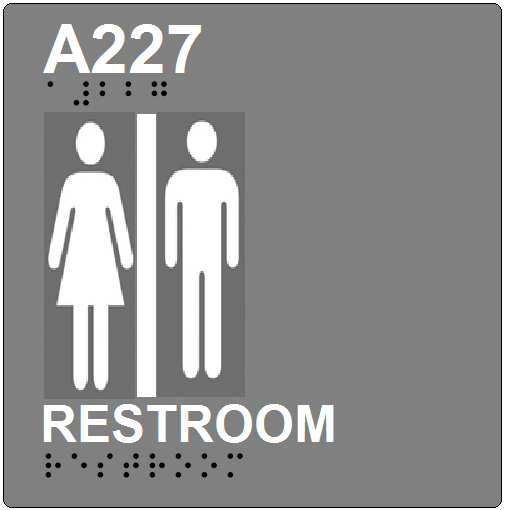 A227
⠁⠼⠃⠃⠛
RESTROOM
⠗⠑⠎⠞⠗⠕⠕⠍